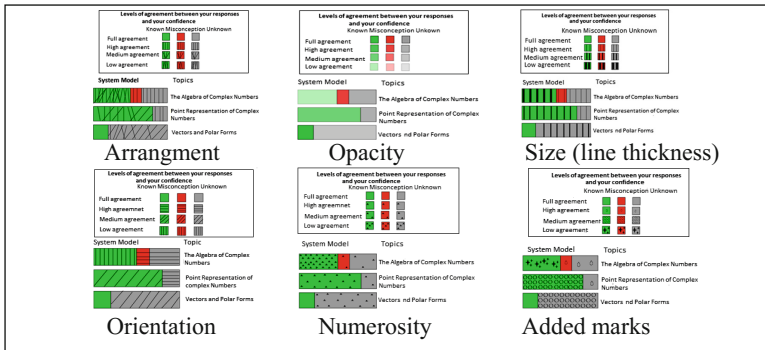 Levels of agreement between your responses
and your confidence
Known Misconception Unknown
Full agreement
High agreement
Medium agreement
Low agreement
System Model Topics
The Algebra of Complex Numbers
Point Representation of Complex
Numbers
Vectors and Polar Forms
Arrangment
Levels of agreement between your responses
and your confidence
Known Misconception Unknown
Full agreement
High agreement
Medium agreement
Low agreement
System Model Topics
The Algebra of Complex Numbers
Point Representation of Complex
Numbers
Vectors nd Polar Forms
Opacity
Levels of agreement between your responses
and your confidence
Known Misconception Unknown
Full agreement
High agreement
Medium agreement
Low agreement
System Model Topics
The Algebra of Complex Numbers
Point Representation of Complex
Numbers
Vectors nd Polar Forms
Size (line thickness)
Levels of agreement between your responses
and your confidence
Known Misconception Unknown
Full agreement
High agreemnet
Medium agreement
Low agreement
System Model Topic
The Algebra of Complex Numbers
Point Representation of complex
Numbers
Vectors and Polar Forms
Orientation
Levels of agreement between your responses
and your confidence
Known Misconception Unknown
Full agreement
High agreemnet
Medium agreement
Low agreement
System Model Topics
The Algebra of Complex Numbers
Point Representation of Complex
Numbers
Vectors nd Polar Forms
Numerosity
Levels of agreement between your responses
and your confidence
Known Misconception Unknown
Full agreement
High agreement
Medium agreement
Low agreement
System Model Topics
The Algebra of Complex Numbers
Point Representation of Complex
Numbers
Vectors nd Polar Forms
Added marks